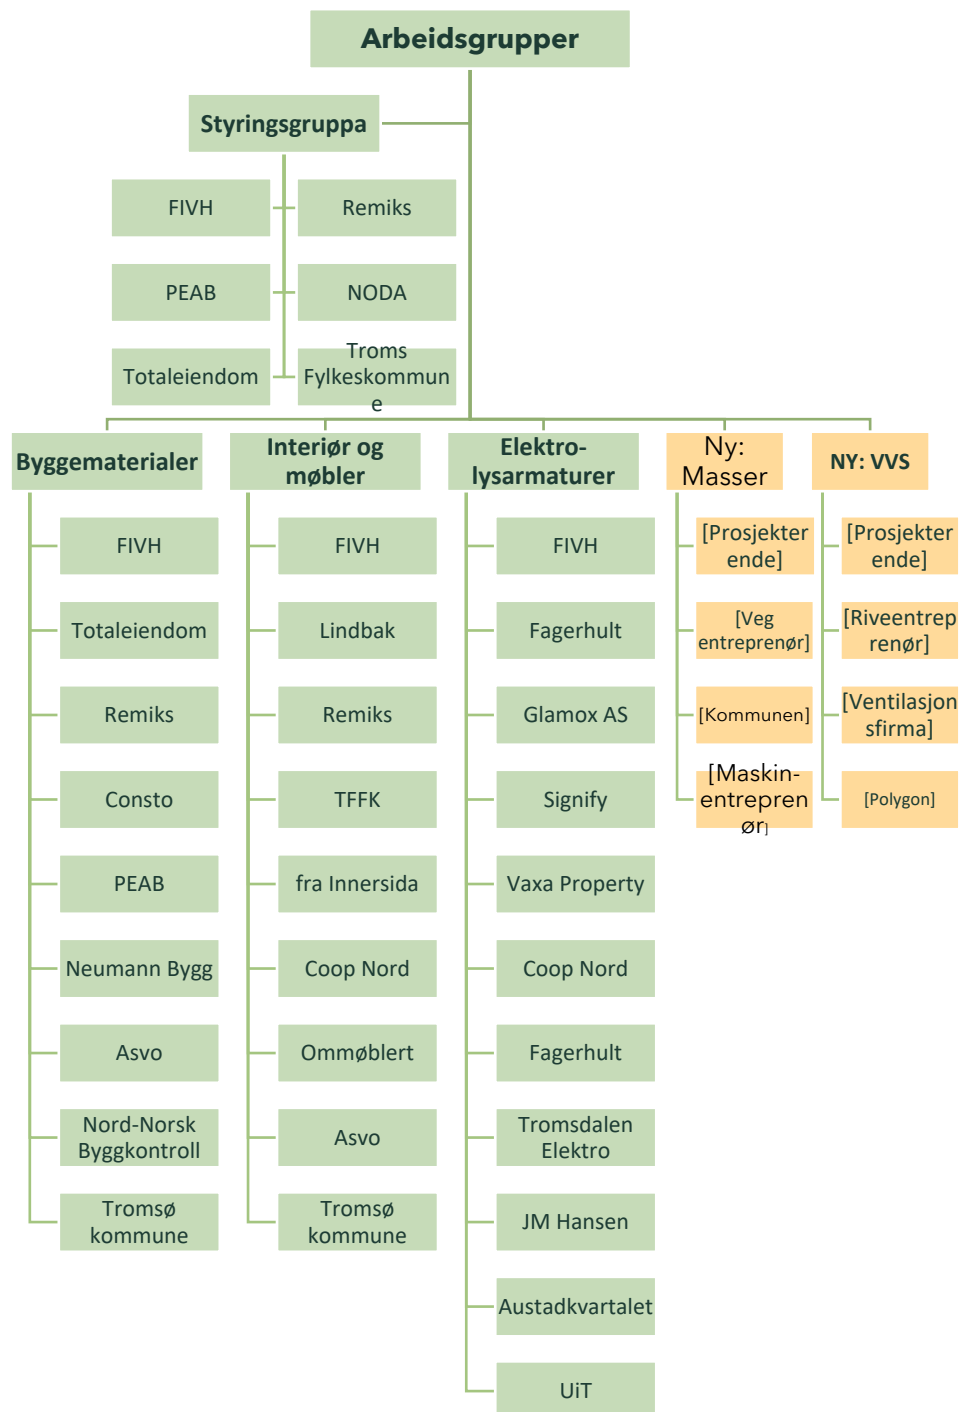 Arbeidsgrupper
Styringsgruppa
FIVH
Remiks
PEAB
NODA
Totaleiendom
Troms
Fylkeskommun
e
Byggematerialer
FIVH
Totaleiendom
Remiks
Consto
PEAB
Neumann Bygg
Asvo
Nord-Norsk
Byggkontroll
Tromsø
kommune
Interiør og
møbler
FIVH
Lindbak
Remiks
TFFK
fra Innersida
Coop Nord
Ommøblert
Asvo
Tromsø
kommune
Elektro-
lysarmaturer
FIVH
Fagerhult
Glamox AS
Signify
Vaxa Property
Coop Nord
Fagerhult
Tromsdalen
Elektro
JM Hansen
Austadkvartalet
UiT
Ny:
Masser
[Prosjekter
ende]
[Veg
entreprenør]
[Kommunen]
[Maskin-
entrepren
ør]
NY: VVS
[Prosjekter
ende]
[Riveentrep
renør]
[Ventilasjon
sfirma]
[Polygon]